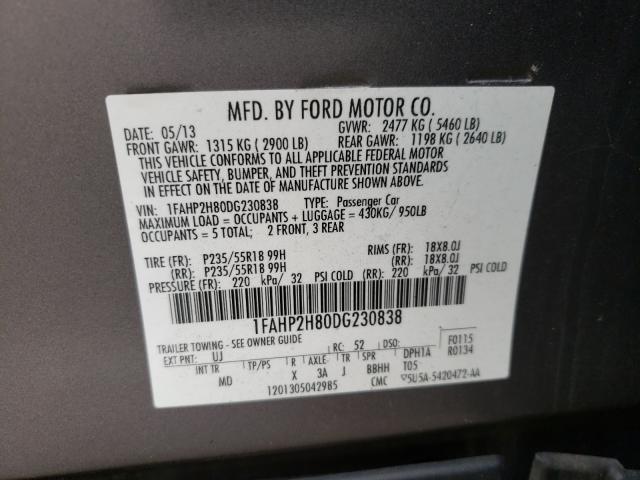 MFD. BY FORD MOTOR CO.
DATE: 05/13 GVWR: 2477 KG ( 5460 LB)
FRONT GAWR: 1315 KG ( 2900 LB) REAR GAWR: 1198 KG ( 2640 LB)
THIS VEHICLE CONFORMS TO ALL APPLICABLE FEDERAL MOTOR
VEHICLE SAFETY, BUMPER, AND THEFT PREVENTION STANDARDS
IN EFFECT ON THE DATE OF MANUFACTURE SHOWN ABOVE.
VIN: 1FAHP2H80DG230838 TYPE: Passenger Car
MAXIMUM LOAD = OCCUPANTS + LUGGAGE = 430KG/ 950LB
OCCUPANTS = 5 TOTAL; 2 FRONT, 3 REAR
TIRE (FR): P235/55R18 99H RIMS (FR): 18X8.0J
(RR): P235/55R18 99H (RR): 18X8.0J
PRESSURE (FR): 220 kPa/ 32 PSI COLD (RR): 220 kPa/ 32 PSI COLD
1FAHP2H80DG230838
TRAILER TOWING - SEE OWNER GUIDE
EXT PNT: UJ RC: 52 DSO: F0115
INT TR TP/PS R AXLE TR SPR DPH1A R0134
MD X 3A J BBHH T05
1201305042985 CMC 5U5A-5420472-AA